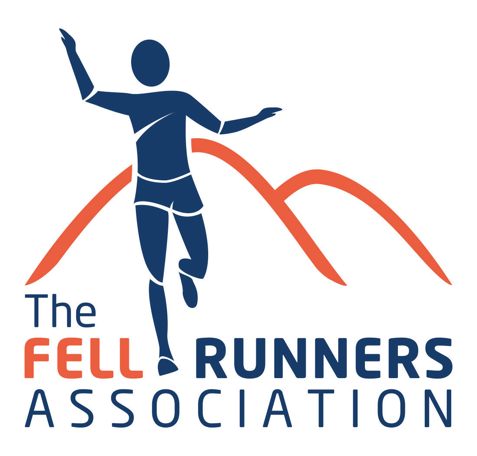 The
FELL RUNNERS
ASSOCIATION